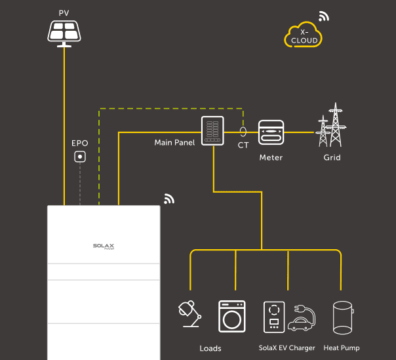 PV
X-
CLOUD
EPO
Main Panel
CT
Meter
Grid
SOLAX
Loads
SolaX EV Charger
Heat Pump